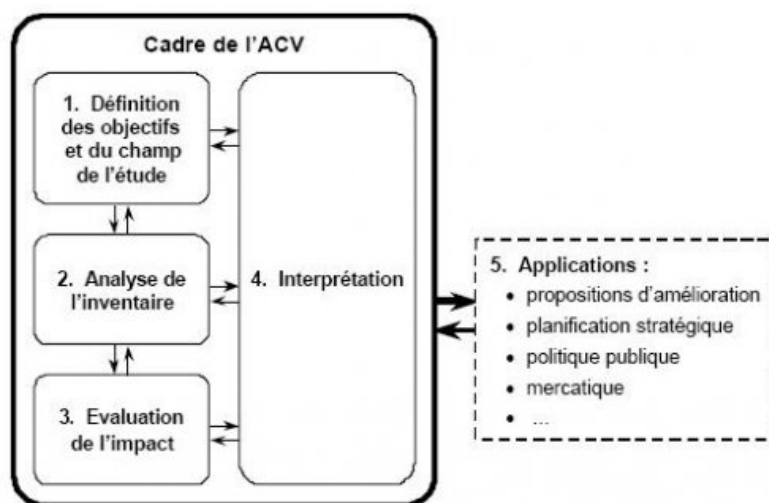 Cadre de l'ACV
1. Définition
des objectifs
et du champ
de l'étude
2. Analyse de
l'inventaire
3. Evaluation
de l'impact
4. Interprétation
5. Applications :
• propositions d'amélioration
• planification stratégique
• politique publique
• mercatique
• ...